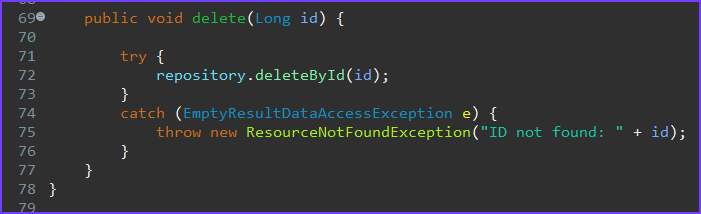 69 public void delete(Long id) {
70
71 try {
72 repository.deleteById(id);
73 }
74 catch (EmptyResultDataAccessException e) {
75 throw new ResourceNotFoundException("ID not found: " + id);
76 }
77 }
78 }
79